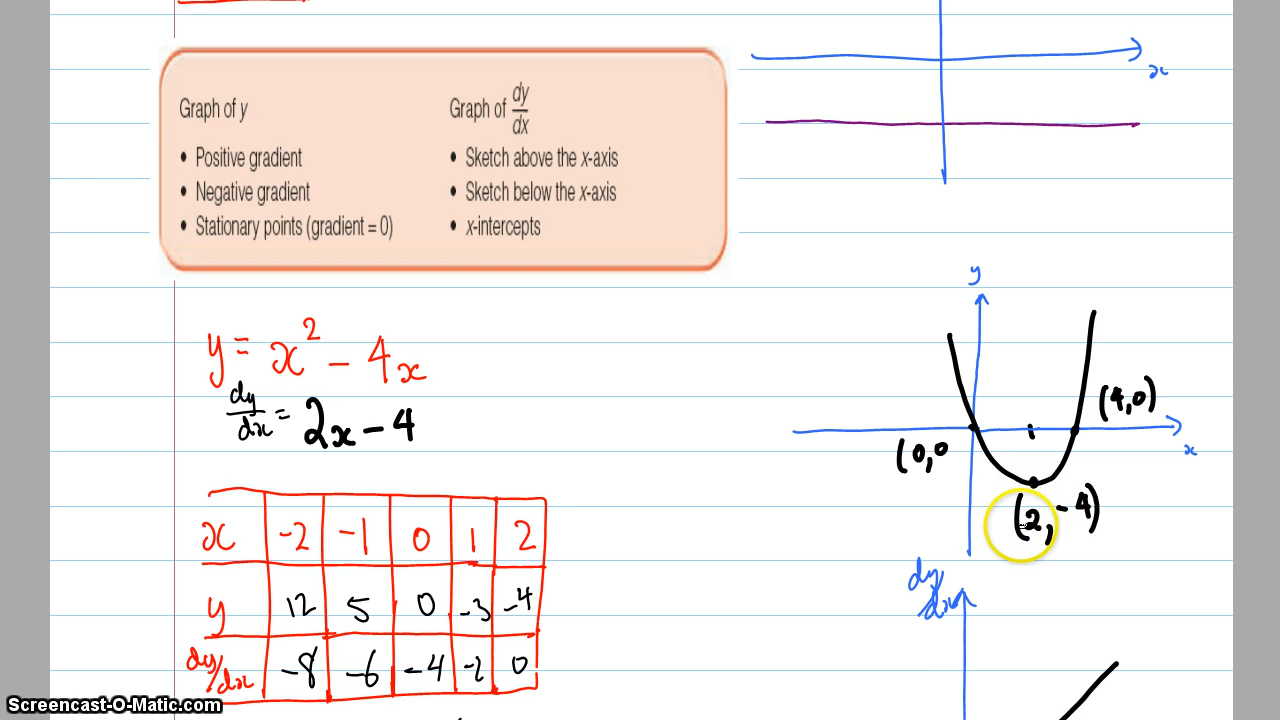 x
Graph of y Graph of dy/dx
• Positive gradient • Sketch above the x-axis
• Negative gradient • Sketch below the x-axis
• Stationary points (gradient = 0) • x-intercepts
y = x² - 4x
dy/dx = 2x - 4
x -2 -1 0 1 2
y 12 5 0 -3 -4
dy/dx -8 -6 -4 -2 0
y
(4,0)
x
(0,0
(2,-4)
dy/dx
Screencast-O-Matic.com